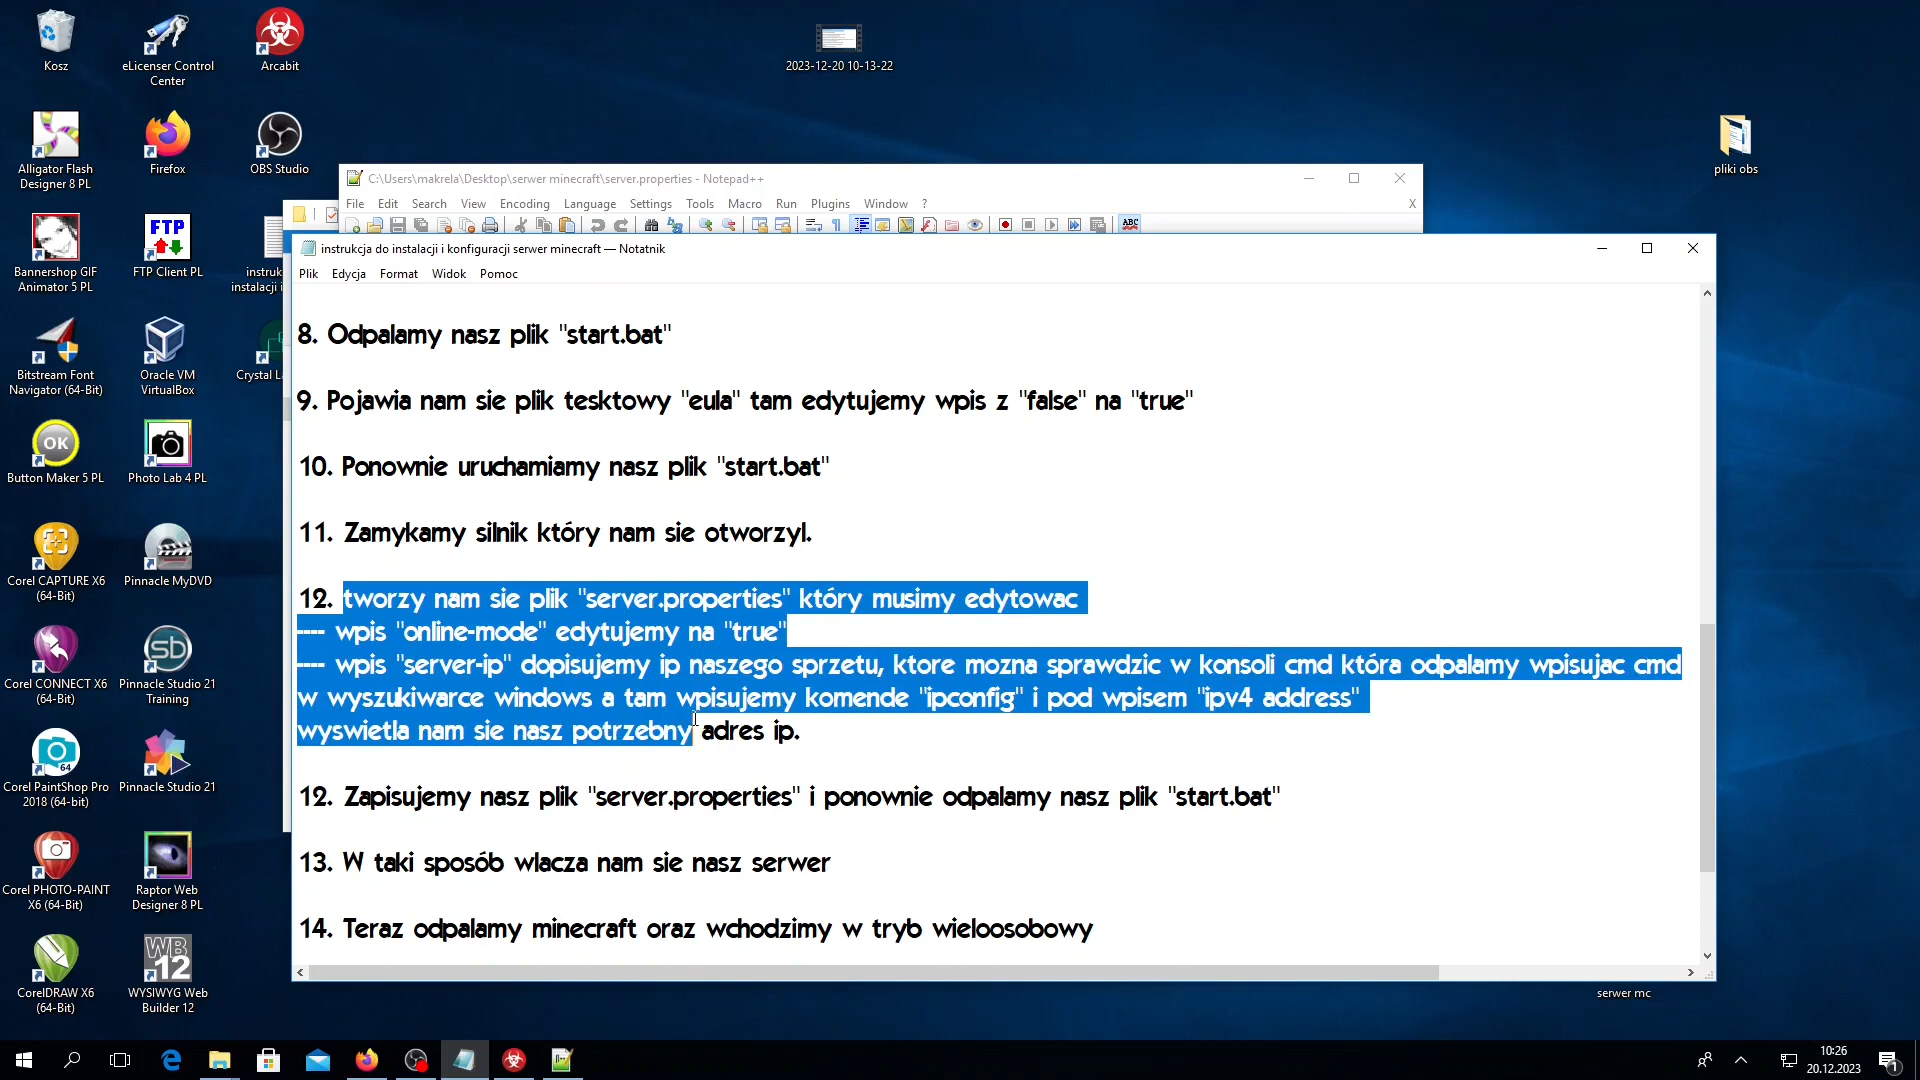 Kosz
eLicenser Control
Center
Arcabit
2023-12-20 10-13-22
Alligator Flash
Designer 8 PL
Firefox
OBS Studio
pliki obs
C:\Users\makrela\Desktop\serwer minecraft\server.properties - Notepad++
File Edit Search View Encoding Language Settings Tools Macro Run Plugins Window ? X
FTP
ABC
Bannershop GIF
Animator 5 PL
FTP Client PL
instrukcja do instalacji i konfiguracji serwer minecraft — Notatnik
Plik Edycja Format Widok Pomoc
8. Odpalamy nasz plik "start.bat"
9. Pojawia nam sie plik tesktowy "eula" tam edytujemy wpis z "false" na "true"
10. Ponownie uruchamiamy nasz plik "start.bat"
11. Zamykamy silnik który nam sie otworzyl.
12. tworzy nam sie plik "server.properties" który musimy edytowac
---- wpis "online-mode" edytujemy na "true"
---- wpis "server-ip" dopisujemy ip naszego sprzetu, ktore mozna sprawdzic w konsoli cmd która odpalamy wpisujac cmd
w wyszukiwarce windows a tam wpisujemy komende "ipconfig" i pod wpisem "ipv4 address"
wyswietla nam sie nasz potrzebny adres ip.
12. Zapisujemy nasz plik "server.properties" i ponownie odpalamy nasz plik "start.bat"
13. W taki sposób wlacza nam sie nasz serwer
14. Teraz odpalamy minecraft oraz wchodzimy w tryb wieloosobowy
Bitstream Font
Navigator (64-Bit)
Oracle VM
VirtualBox
OK
Button Maker 5 PL
Photo Lab 4 PL
Corel CAPTURE X6
(64-Bit)
Pinnacle MyDVD
Corel CONNECT X6
(64-Bit)
sb
Pinnacle Studio 21
Training
64
Corel PaintShop Pro
2018 (64-bit)
Pinnacle Studio 21
Corel PHOTO-PAINT
X6 (64-Bit)
Raptor Web
Designer 8 PL
WB
12
CorelDRAW X6
(64-Bit)
WYSIWYG Web
Builder 12
serwer mc
10:26
20.12.2023
1